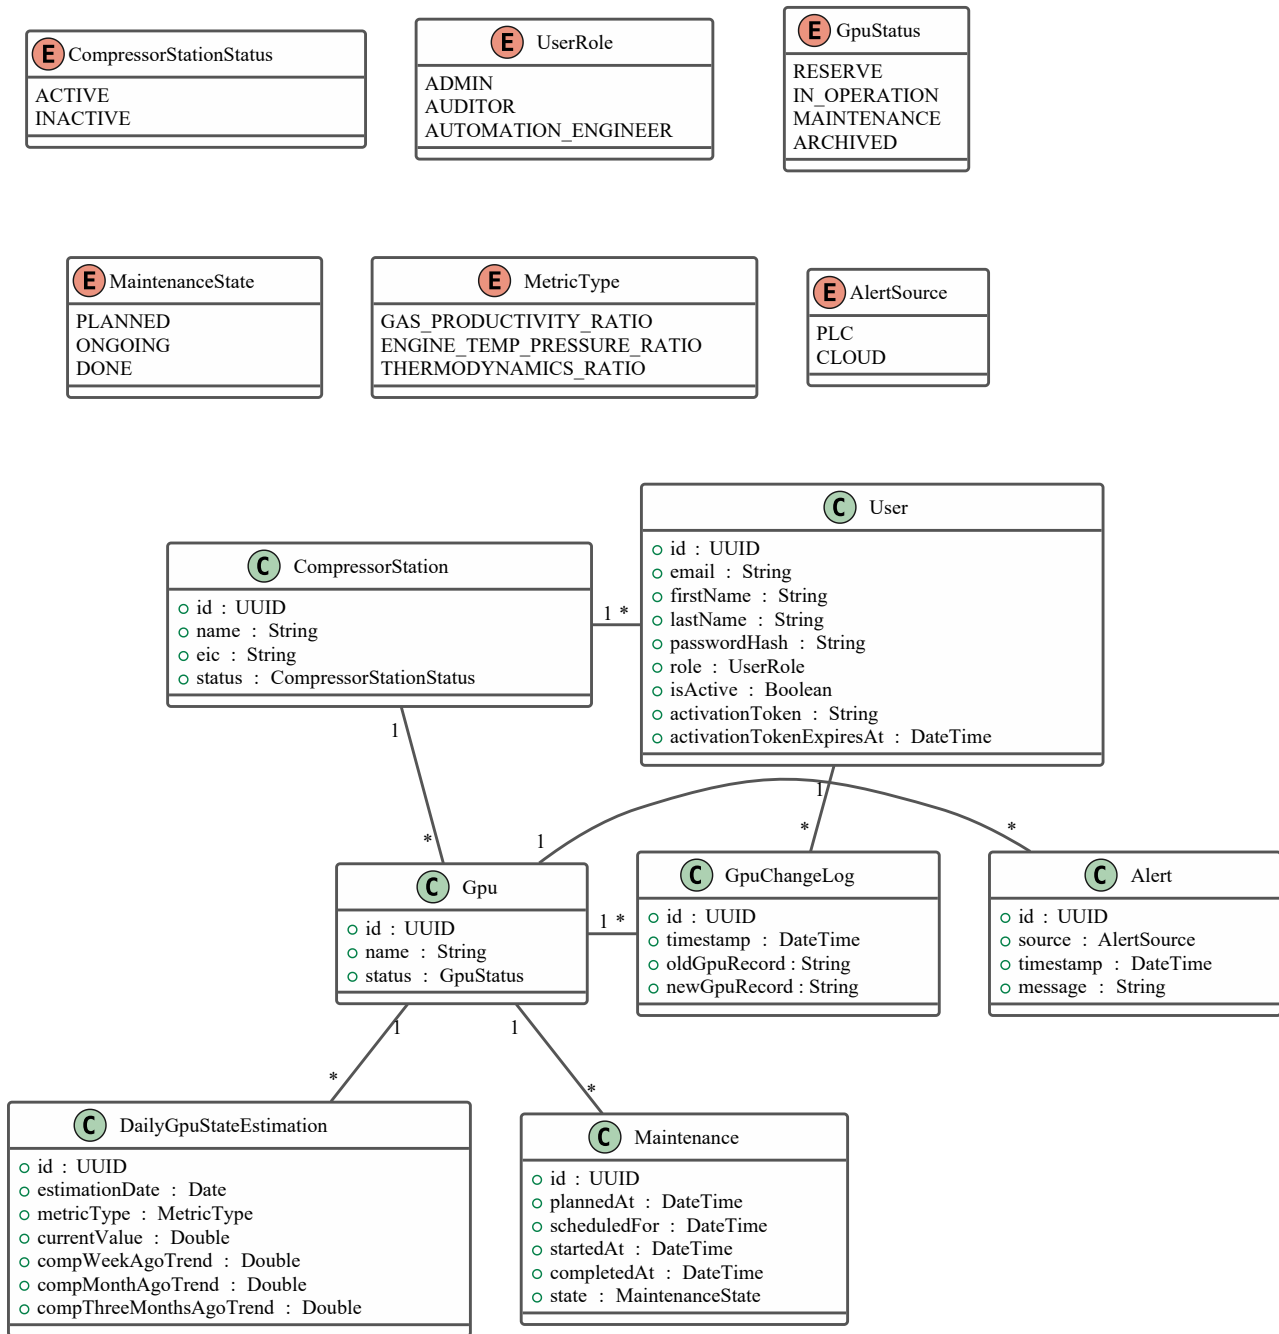 E CompressorStationStatus
ACTIVE
INACTIVE
E UserRole
ADMIN
AUDITOR
AUTOMATION_ENGINEER
E GpuStatus
RESERVE
IN_OPERATION
MAINTENANCE
ARCHIVED
E MaintenanceState
PLANNED
ONGOING
DONE
E MetricType
GAS_PRODUCTIVITY_RATIO
ENGINE_TEMP_PRESSURE_RATIO
THERMODYNAMICS_RATIO
E AlertSource
PLC
CLOUD
C CompressorStation
id : UUID
name : String
eic : String
status : CompressorStationStatus
1 *
C User
id : UUID
email : String
firstName : String
lastName : String
passwordHash : String
role : UserRole
isActive : Boolean
activationToken : String
activationTokenExpiresAt : DateTime
1
*
1
*
1
*
C Gpu
id : UUID
name : String
status : GpuStatus
1 *
C GpuChangeLog
id : UUID
timestamp : DateTime
oldGpuRecord : String
newGpuRecord : String
C Alert
id : UUID
source : AlertSource
timestamp : DateTime
message : String
1
*
1
*
C DailyGpuStateEstimation
id : UUID
estimationDate : Date
metricType : MetricType
currentValue : Double
compWeekAgoTrend : Double
compMonthAgoTrend : Double
compThreeMonthsAgoTrend : Double
C Maintenance
id : UUID
plannedAt : DateTime
scheduledFor : DateTime
startedAt : DateTime
completedAt : DateTime
state : MaintenanceState